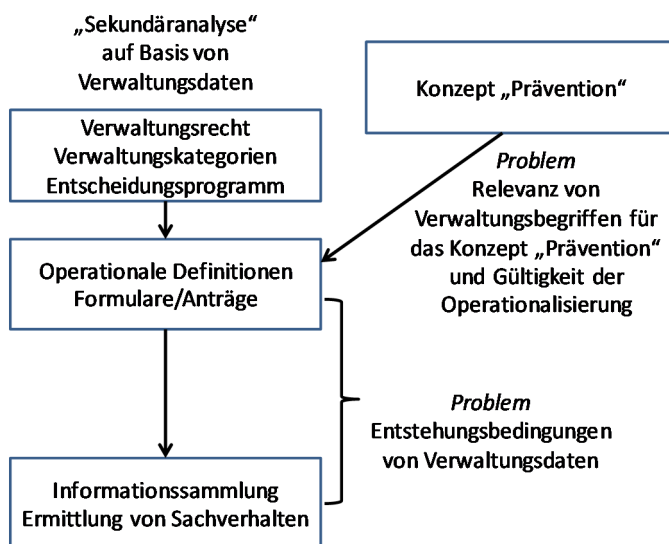 „Sekundäranalyse“
auf Basis von
Verwaltungsdaten
Konzept „Prävention“
Verwaltungsrecht
Verwaltungskategorien
Entscheidungsprogramm
Problem
Relevanz von
Verwaltungsbegriffen für
das Konzept „Prävention“
und Gültigkeit der
Operationalisierung
Operationale Definitionen
Formulare/Anträge
Problem
Entstehungsbedingungen
von Verwaltungsdaten
Informationssammlung
Ermittlung von Sachverhalten